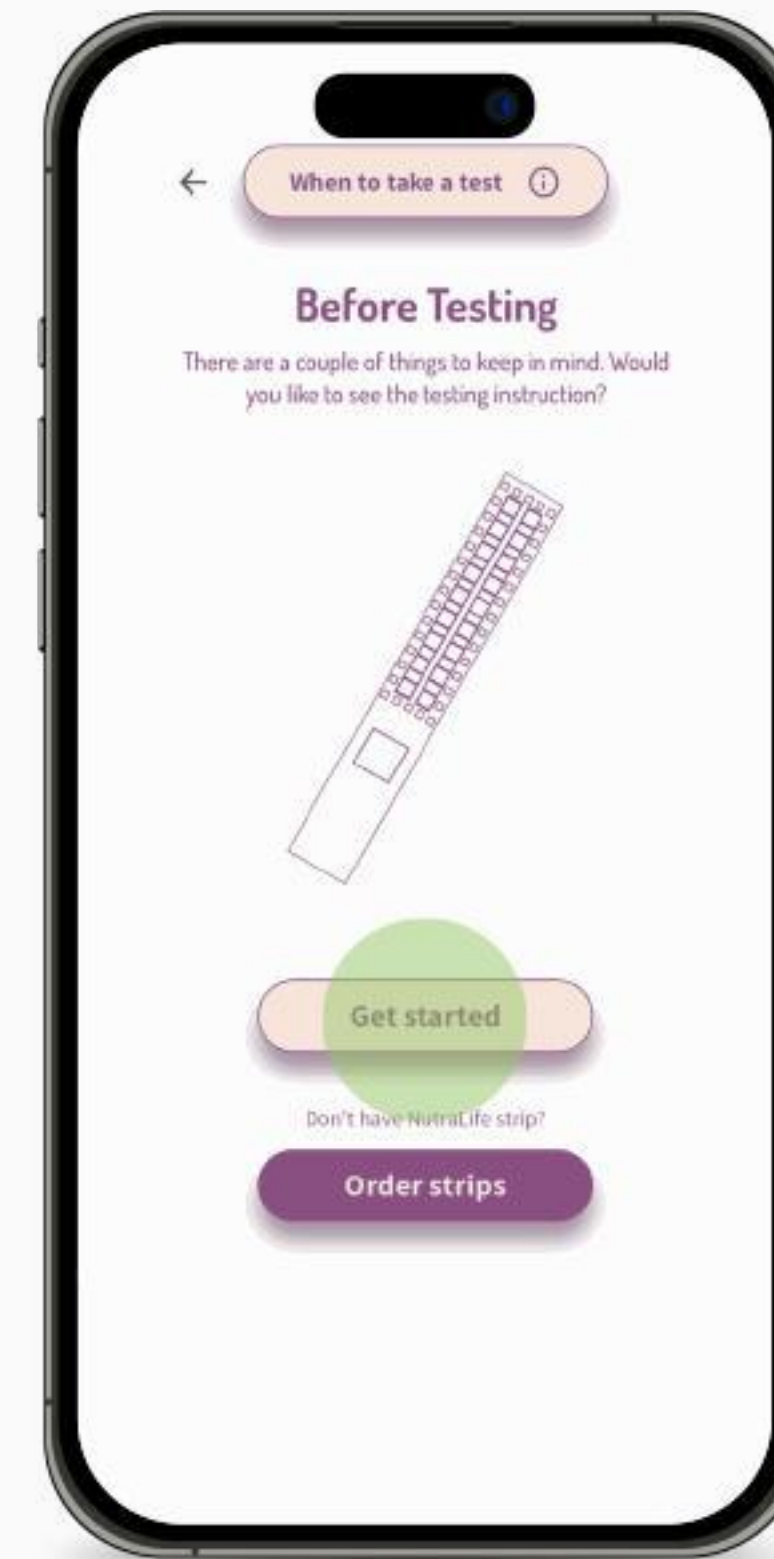 When to take a test
Before Testing
There are a couple of things to keep in mind. Would
you like to see the testing instruction?
Get started
Don't have NutraLife strip?
Order strips